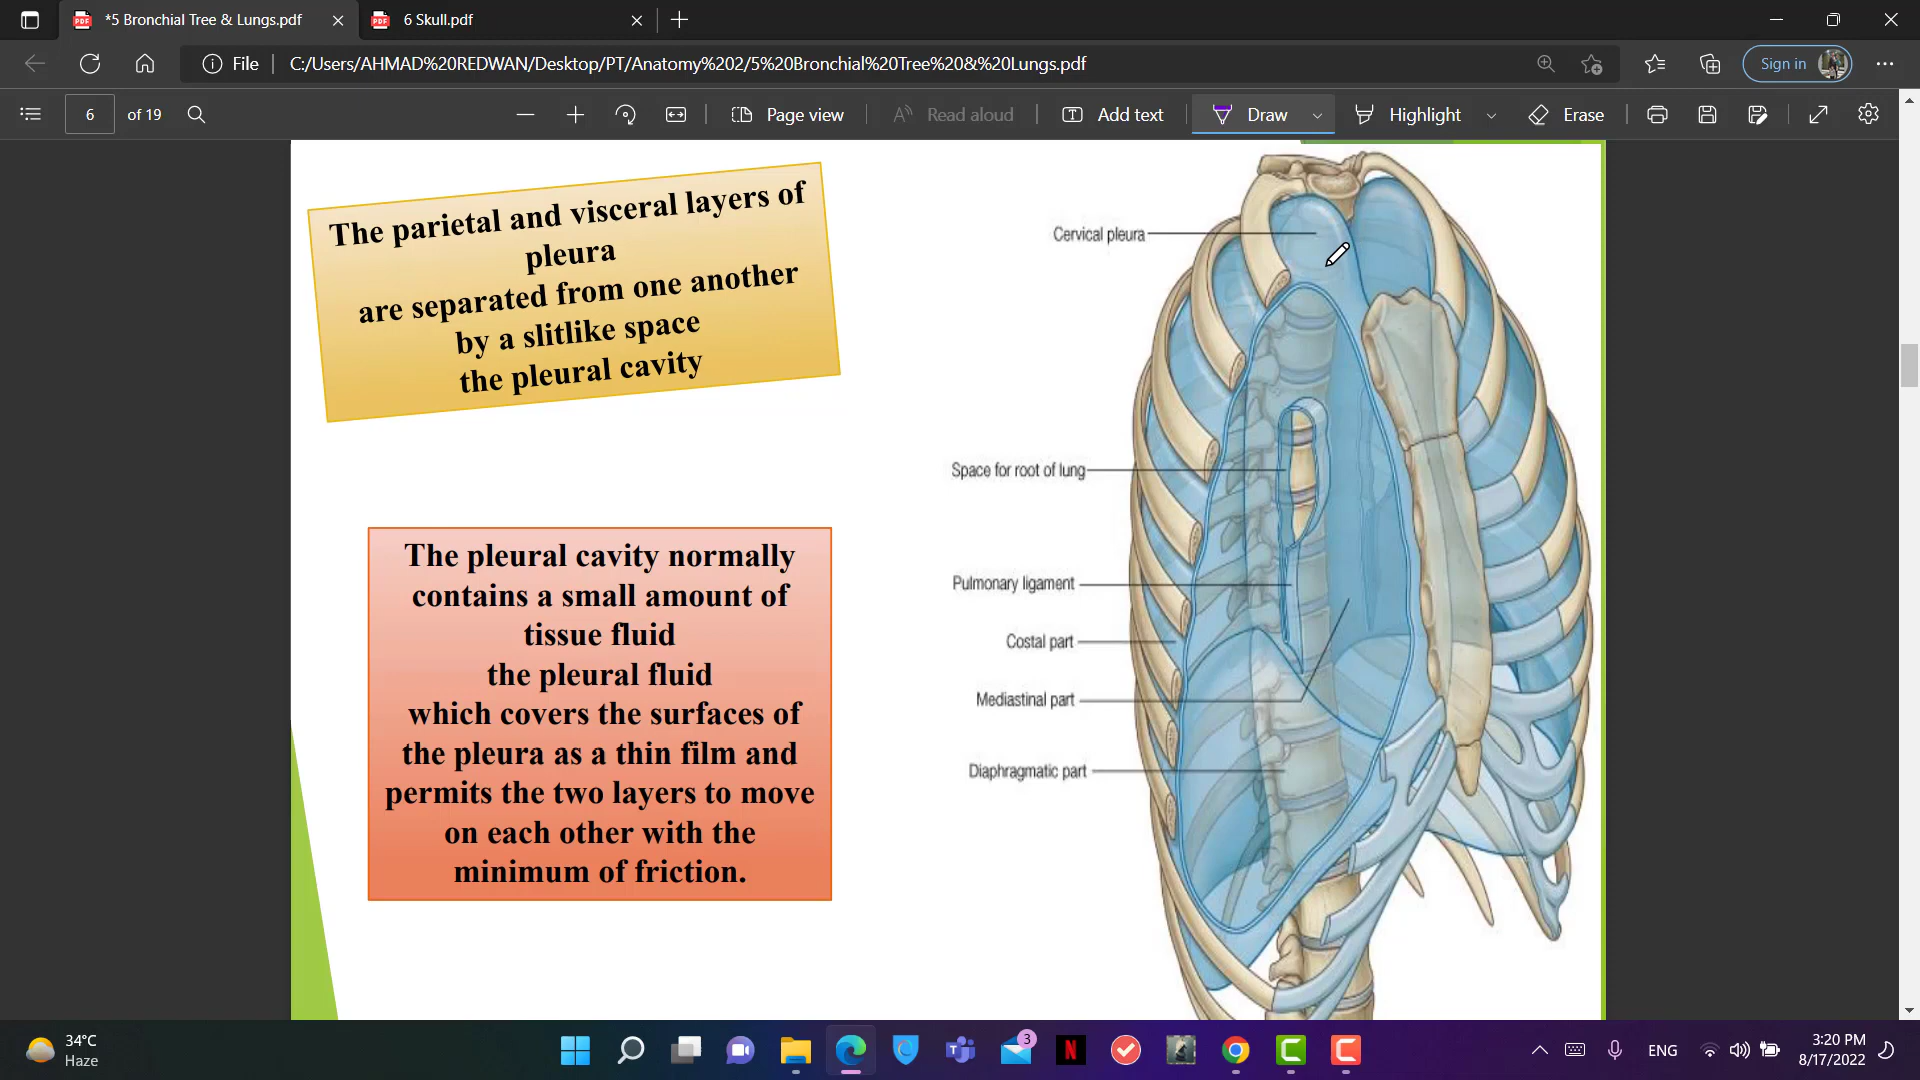 *5 Bronchial Tree & Lungs.pdf
6 Skull.pdf
File
C:/Users/AHMAD%20REDWAN/Desktop/PT/Anatomy%202/5%20Bronchial%20Tree%20&%20Lungs.pdf
Sign in
6 of 19
Page view
Read aloud
Add text
Draw
Highlight
Erase
The parietal and visceral layers of
pleura
are separated from one another
by a slitlike space
the pleural cavity
The pleural cavity normally
contains a small amount of
tissue fluid
the pleural fluid
which covers the surfaces of
the pleura as a thin film and
permits the two layers to move
on each other with the
minimum of friction.
Cervical pleura
Space for root of lung
Pulmonary ligament
Costal part
Mediastinal part
Diaphragmatic part
34°C
Haze
3
ENG
3:20 PM
8/17/2022